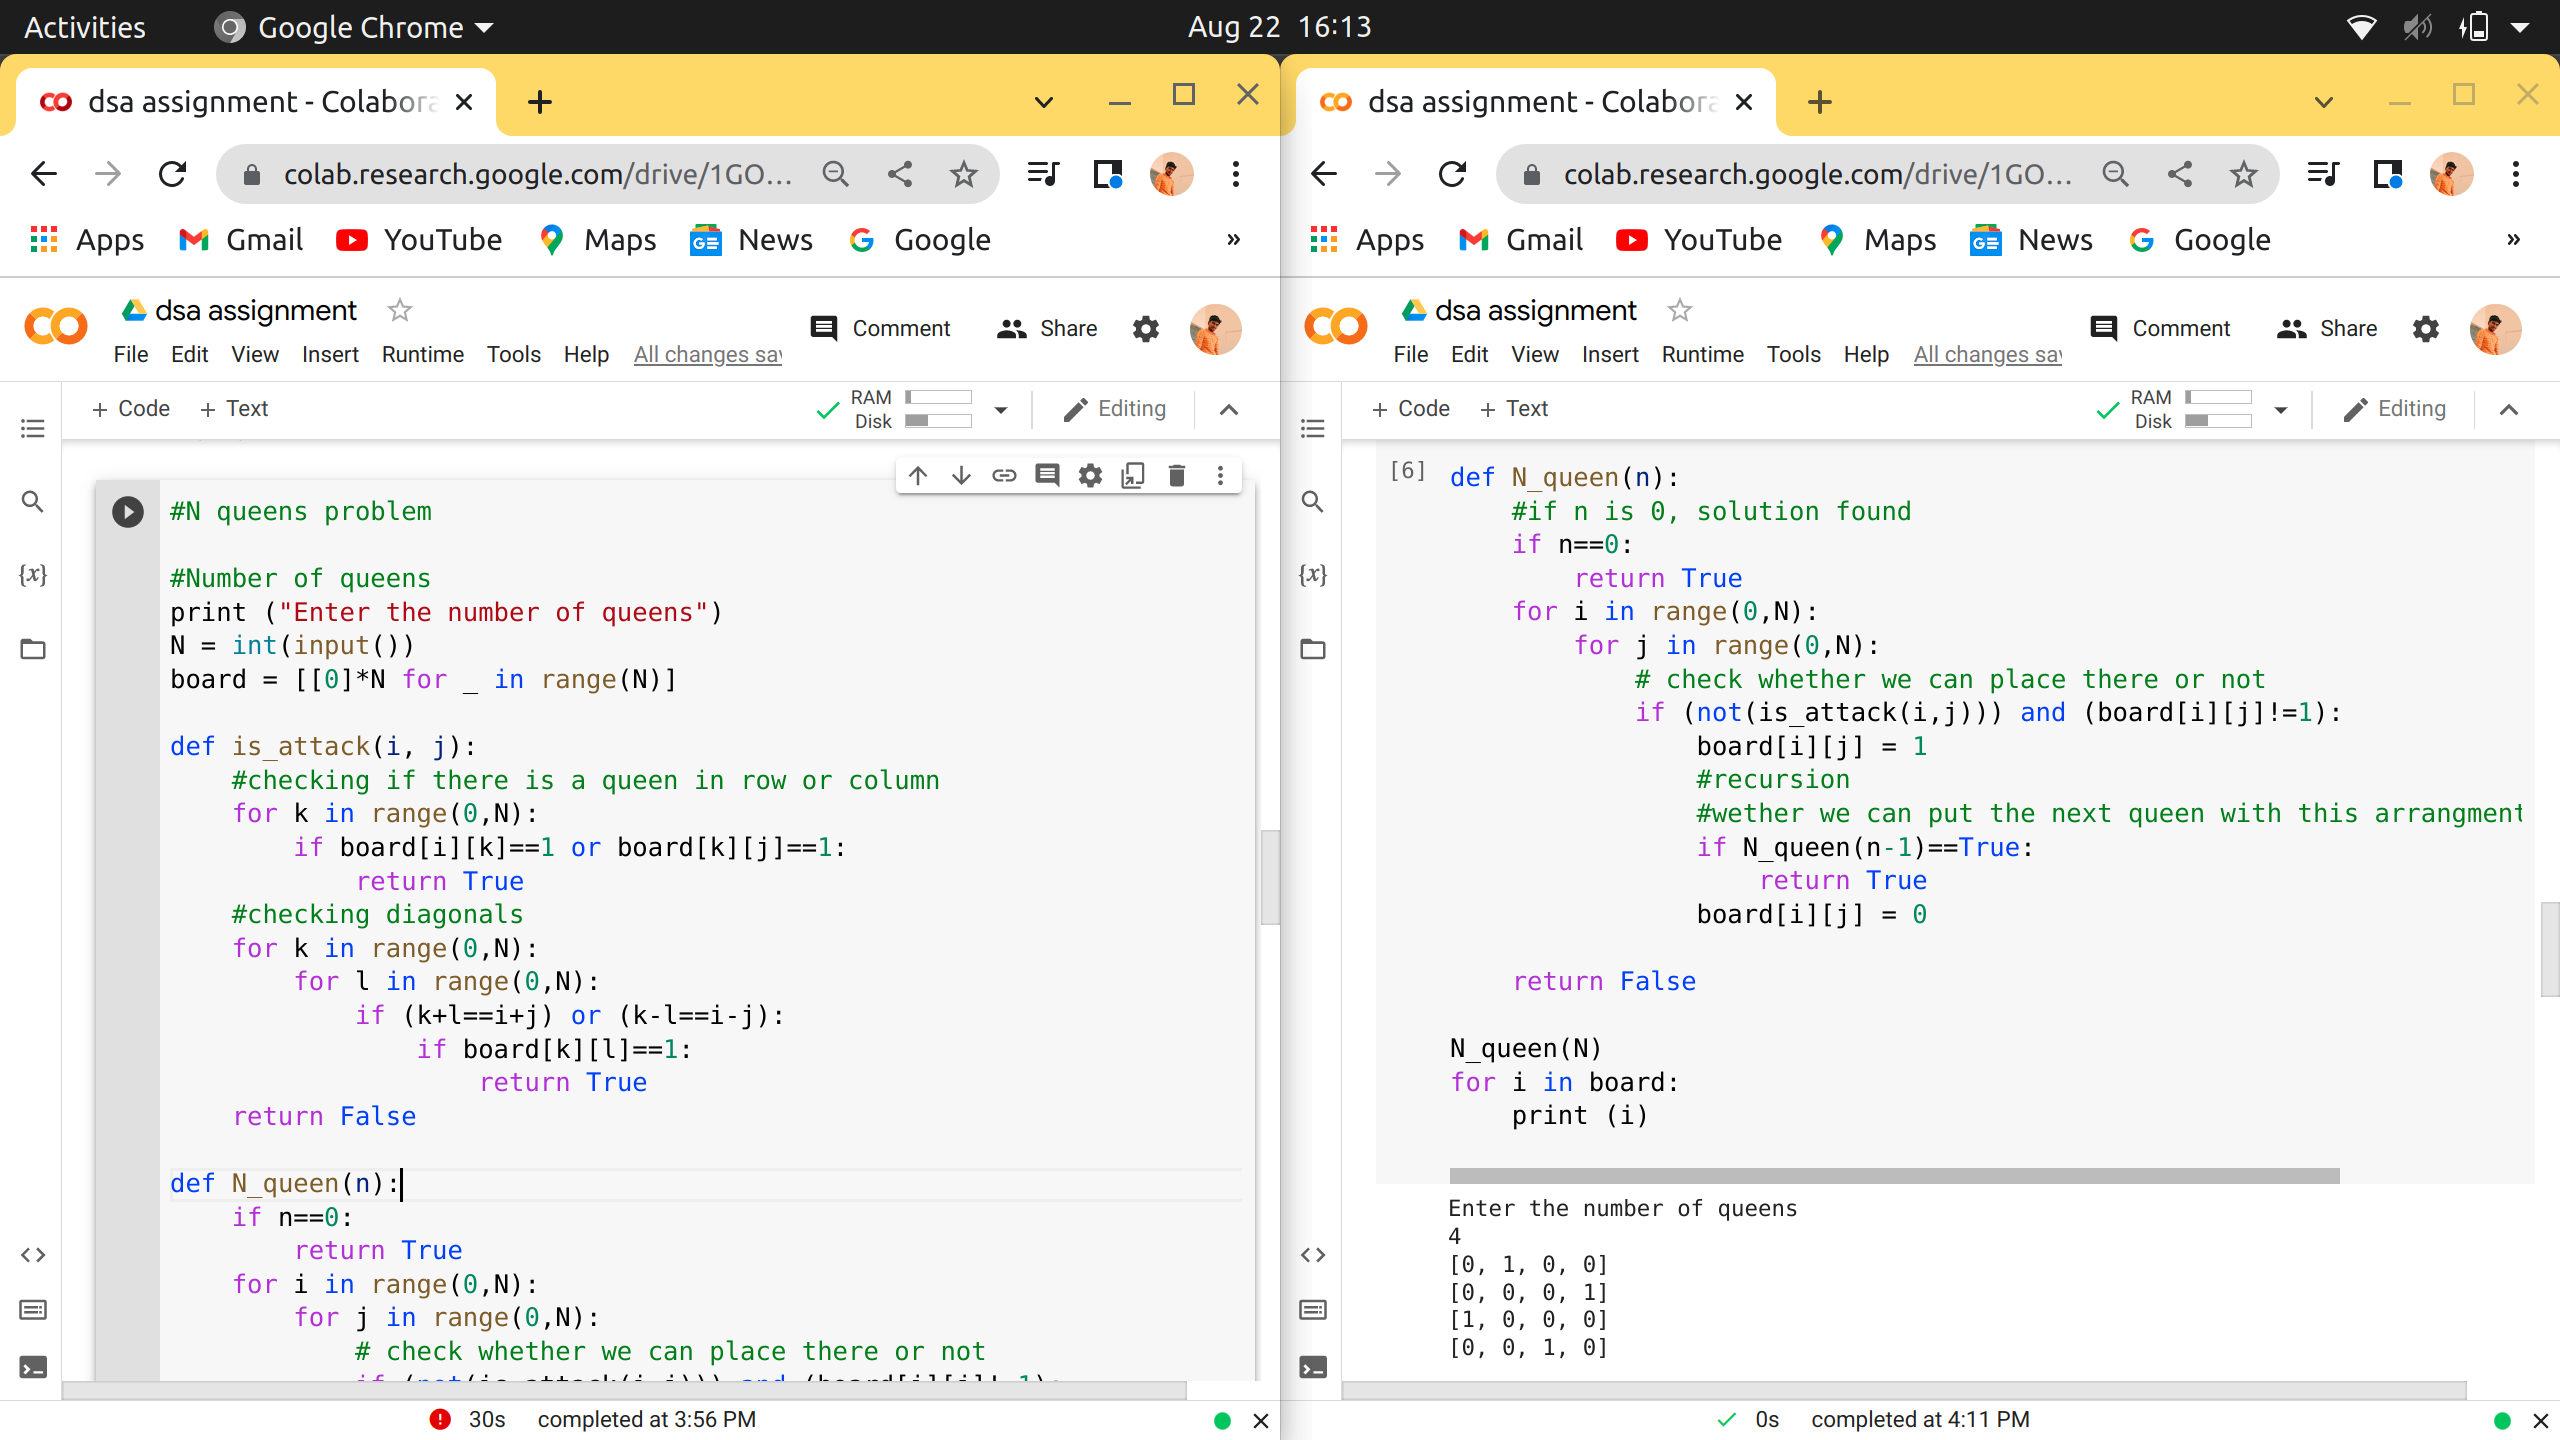 Activities Google Chrome Aug 22 16:13
dsa assignment - Colabora
colab.research.google.com/drive/1GO...
Apps Gmail YouTube Maps News Google »
dsa assignment
Comment Share
File Edit View Insert Runtime Tools Help All changes sav
+ Code + Text
RAM
Disk
Editing
#N queens problem
#Number of queens
print ("Enter the number of queens")
N = int(input())
board = [[0]*N for _ in range(N)]
def is_attack(i, j):
    #checking if there is a queen in row or column
    for k in range(0,N):
        if board[i][k]==1 or board[k][j]==1:
            return True
    #checking diagonals
    for k in range(0,N):
        for l in range(0,N):
            if (k+l==i+j) or (k-l==i-j):
                if board[k][l]==1:
                    return True
    return False
def N_queen(n):
    if n==0:
        return True
    for i in range(0,N):
        for j in range(0,N):
            # check whether we can place there or not
            if (not(is_attack(i,j))) and (board[i][j]!=1):
30s completed at 3:56 PM
dsa assignment - Colabora
colab.research.google.com/drive/1GO...
Apps Gmail YouTube Maps News Google »
dsa assignment
Comment Share
File Edit View Insert Runtime Tools Help All changes sav
+ Code + Text
RAM
Disk
Editing
[6] def N_queen(n):
    #if n is 0, solution found
    if n==0:
        return True
    for i in range(0,N):
        for j in range(0,N):
            # check whether we can place there or not
            if (not(is_attack(i,j))) and (board[i][j]!=1):
                board[i][j] = 1
                #recursion
                #wether we can put the next queen with this arrangment
                if N_queen(n-1)==True:
                    return True
                board[i][j] = 0
    return False
N_queen(N)
for i in board:
    print (i)
Enter the number of queens
4
[0, 1, 0, 0]
[0, 0, 0, 1]
[1, 0, 0, 0]
[0, 0, 1, 0]
0s completed at 4:11 PM